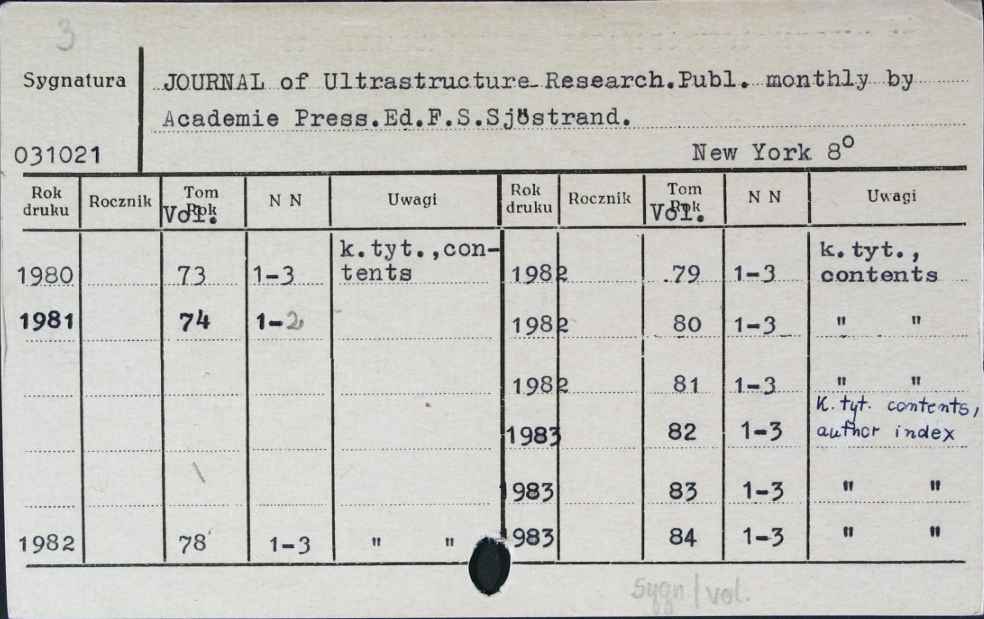 3
Sygnatura JOURNAL of Ultrastructure Research.Publ. monthly by
Academie Press.Ed.F.S.Sjöstrand.
031021 New York 8º
Rok druku Rocznik Tom Rok Vol. N N Uwagi Rok druku Rocznik Tom Rok Vol. N N Uwagi
1980 73 1-3 k.tyt.,contents 1982 79 1-3 k.tyt., contents
1981 74 1-2 1982 80 1-3 " "
1982 81 1-3 " "
1983 82 1-3 K.tyt. contents, author index
1983 83 1-3 " "
1982 78 1-3 " " 1983 84 1-3 " "
sygn/vol.